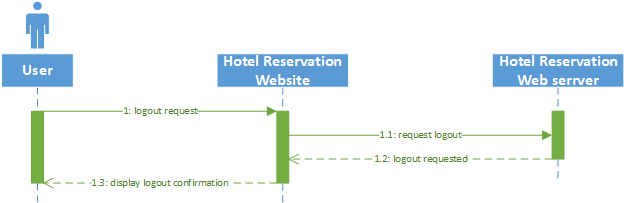 User
Hotel Reservation
Website
Hotel Reservation
Web serrver
1: logout request
1.1: request logout
1.2: logout requested
1.3: display logout confirmation